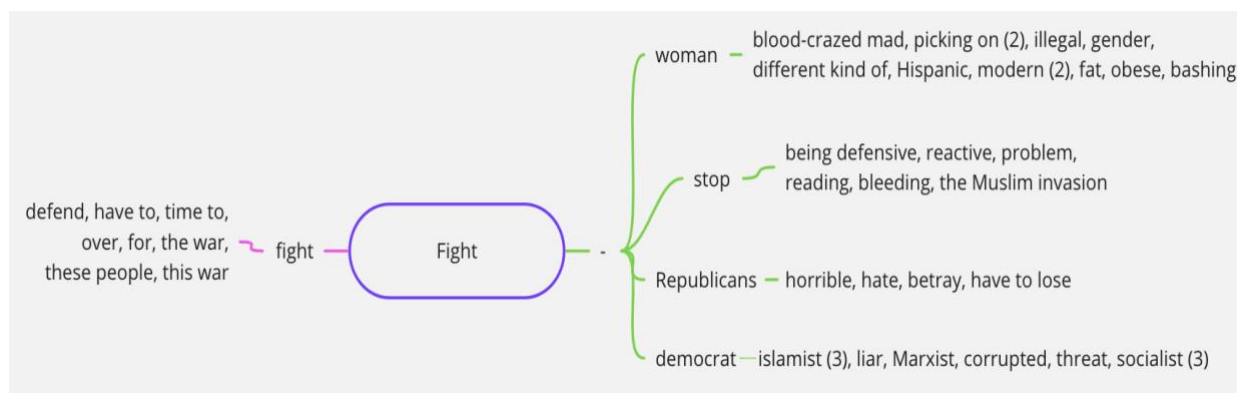 woman
blood-crazed mad, picking on (2), illegal, gender,
different kind of, Hispanic, modern (2), fat, obese, bashing
stop
being defensive, reactive, problem,
reading, bleeding, the Muslim invasion
defend, have to, time to,
over, for, the war,
these people, this war
fight
Fight
-
Republicans
horrible, hate, betray, have to lose
democrat
islamist (3), liar, Marxist, corrupted, threat, socialist (3)